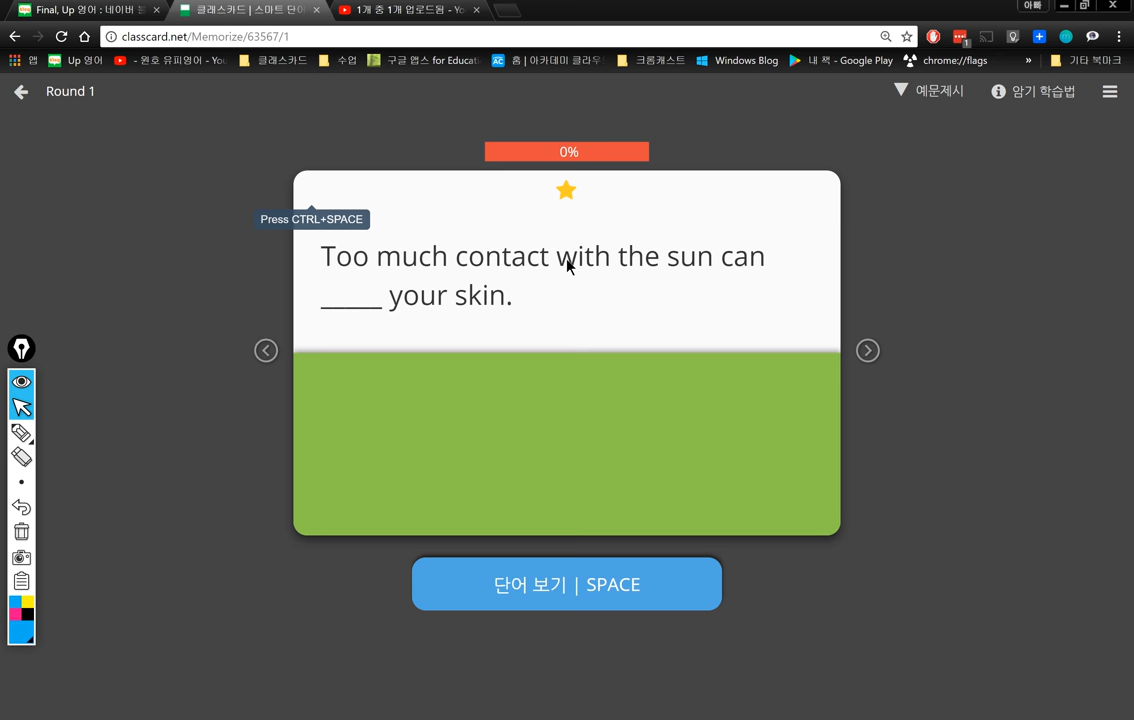 Final, Up 영어 : 네이버 블
클래스카드 | 스마트 단어
1개 중 1개 업로드됨 - Yo
아빠
classcard.net/Memorize/63567/1
앱
Up 영어
- 원호 유피영어 - You
클래스카드
수업
구글 앱스 for Educati
홈 | 아카데미 클라우
크롬캐스트
Windows Blog
내 책 - Google Play
chrome://flags
»
기타 북마크
Round 1
예문제시
암기 학습법
0%
Press CTRL+SPACE
Too much contact with the sun can
_____ your skin.
단어 보기 | SPACE